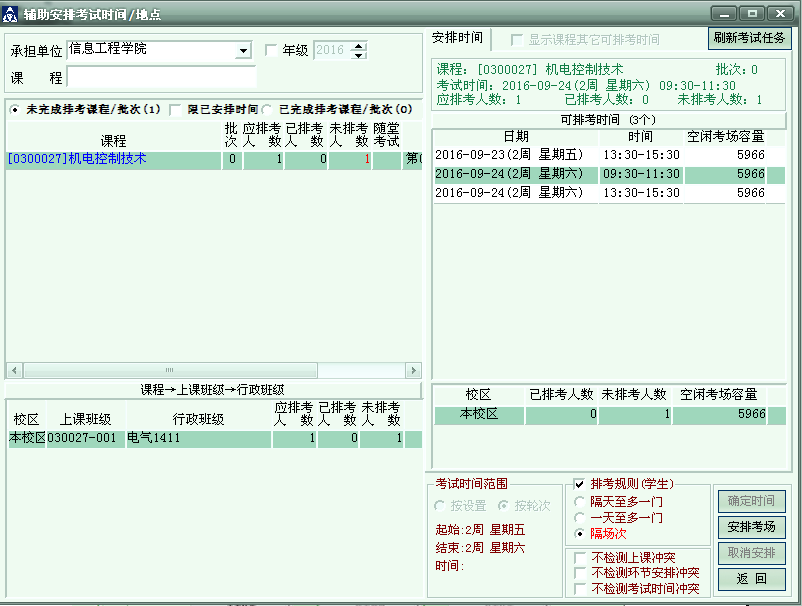 辅助安排考试时间/地点
承担单位 信息工程学院 年级 2016
课 程
未完成排考课程/批次(1) 限已安排时间 已完成排考课程/批次(0)
课程 批次 应排考人 数 已排考人 数 未排考人 数 随堂考试
[0300027]机电控制技术 0 1 0 1 第(
课程→上课班级→行政班级
校区 上课班级 行政班级 应排考人 数 已排考人 数 未排考人 数
本校区 030027-001 电气1411 1 0 1
安排时间 显示课程其它可排考时间 刷新考试任务
课程: [0300027] 机电控制技术 批次: 0
考试时间: 2016-09-24(2周 星期六) 09:30-11:30
应排考人数: 1 已排考人数: 0 未排考人数: 1
可排考时间 (3个)
日期 时间 空闲考场容量
2016-09-23(2周 星期五) 13:30-15:30 5966
2016-09-24(2周 星期六) 09:30-11:30 5966
2016-09-24(2周 星期六) 13:30-15:30 5966
校区 已排考人数 未排考人数 空闲考场容量
本校区 0 1 5966
考试时间范围
按设置 按轮次
起始:2周 星期五
结束:2周 星期六
时间:
排考规则(学生)
隔天至多一门
一天至多一门
隔场次
不检测上课冲突
不检测环节安排冲突
不检测考试时间冲突
确定时间
安排考场
取消安排
返 回